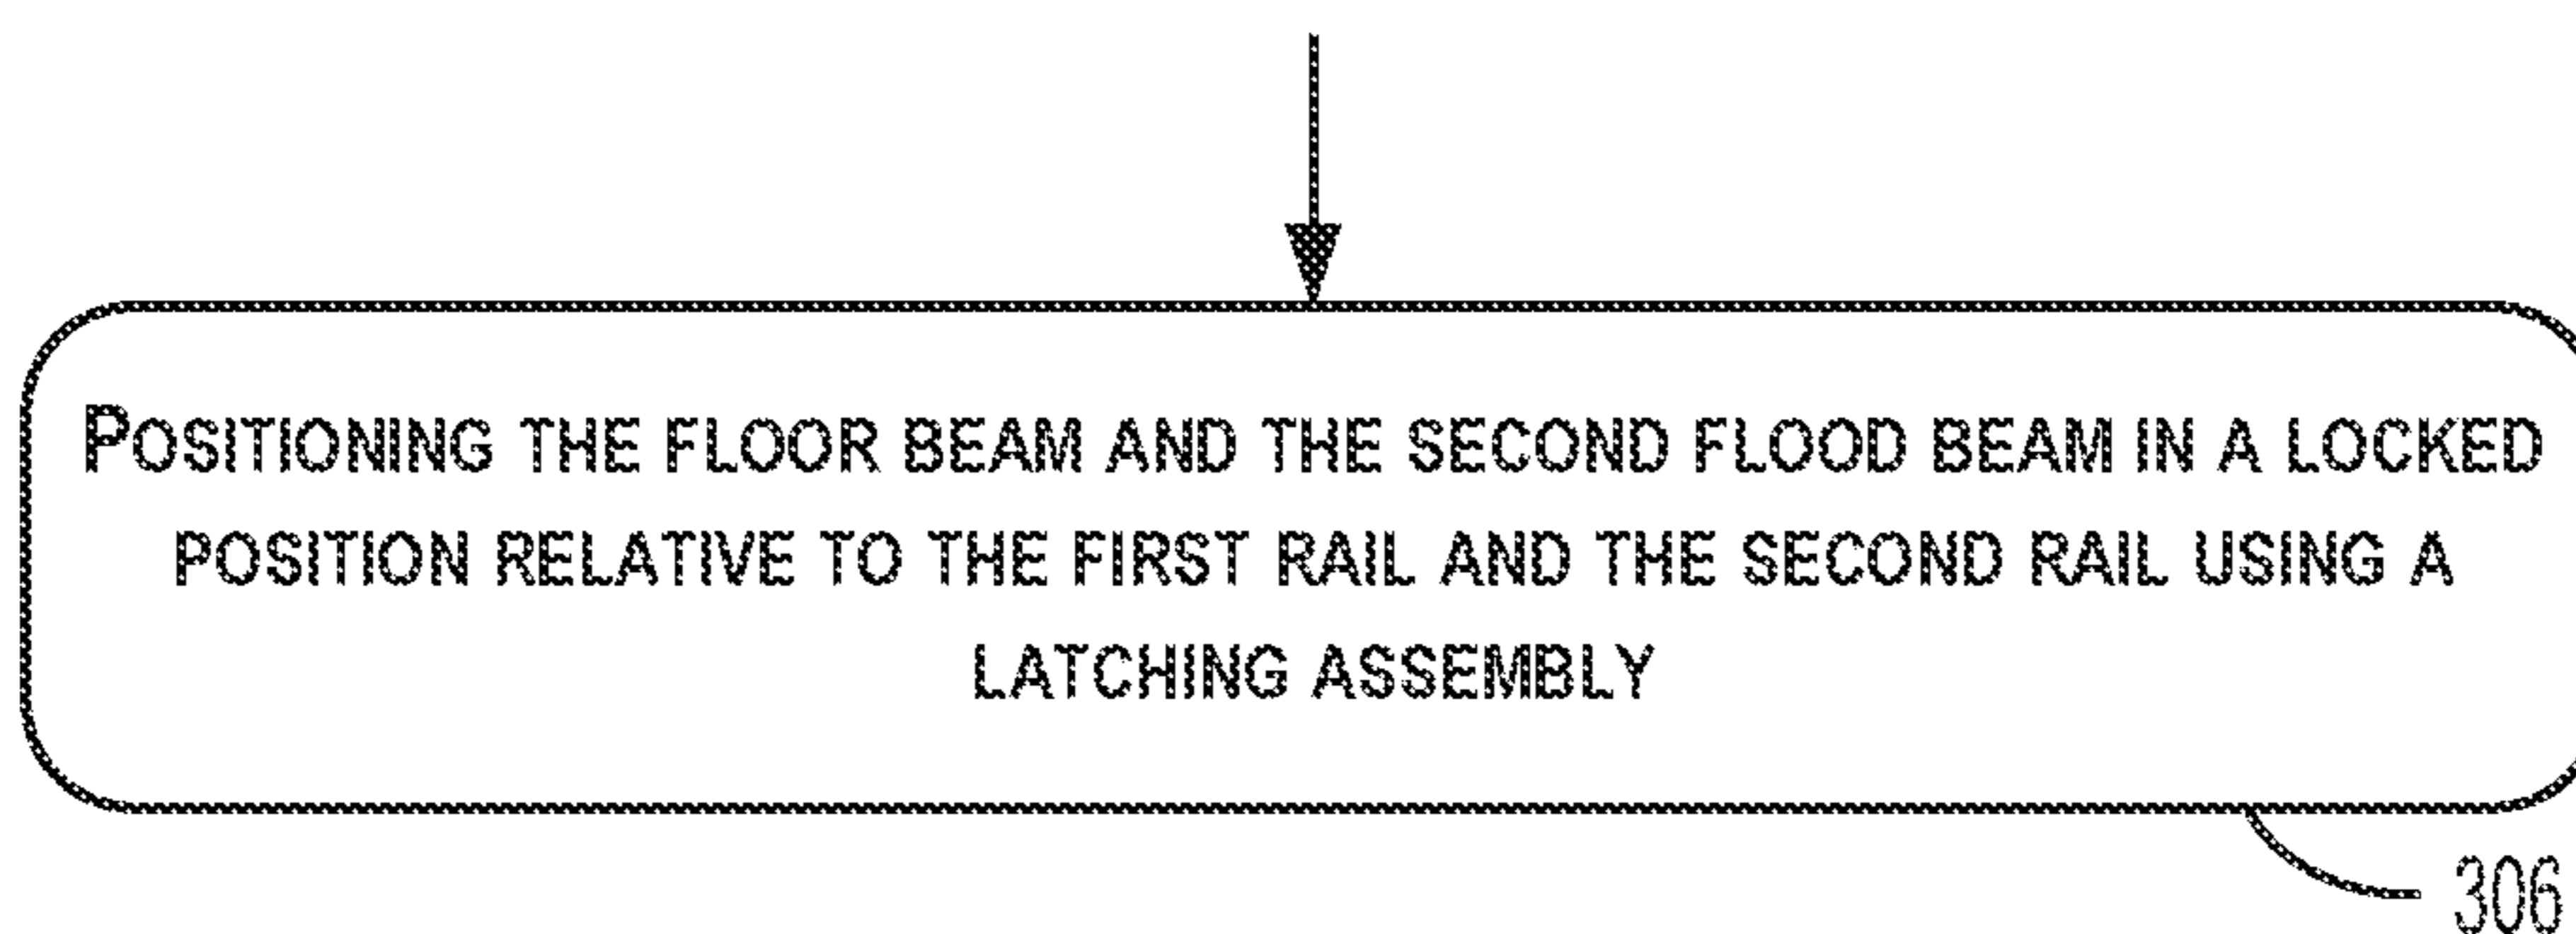 POSITIONING THE FLOOR BEAM AND THE SECOND FLOOD BEAM IN A LOCKED
POSITION RELATIVE TO THE FIRST RAIL AND THE SECOND RAIL USING A
LATCHING ASSEMBLY
306